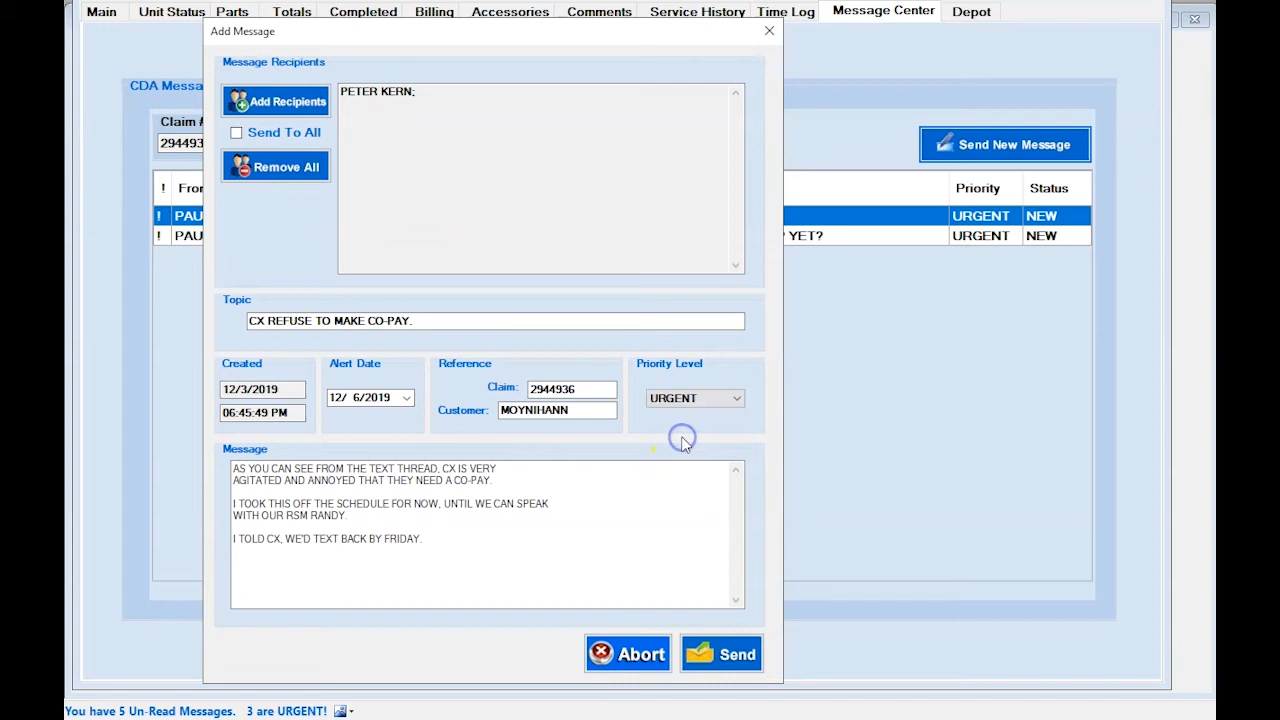 Main Unit Status Parts Totals Completed Billing Accessories Comments Service History Time Log Message Center Depot
Add Message
Message Recipients
CDA Messa
Add Recipients
PETER KERN;
Send To All
Remove All
Claim #
294493
Send New Message
! Fro Priority Status
! PAU URGENT NEW
! PAU YET? URGENT NEW
Topic
CX REFUSE TO MAKE CO-PAY.
Created Alert Date Reference Priority Level
12/3/2019
06:45:49 PM
12/ 6/2019
Claim: 2944936
Customer: MOYNIHANN
URGENT
Message
AS YOU CAN SEE FROM THE TEXT THREAD, CX IS VERY
AGITATED AND ANNOYED THAT THEY NEED A CO-PAY.
I TOOK THIS OFF THE SCHEDULE FOR NOW, UNTIL WE CAN SPEAK
WITH OUR RSM RANDY.
I TOLD CX, WE'D TEXT BACK BY FRIDAY.
Abort Send
You have 5 Un-Read Messages. 3 are URGENT!